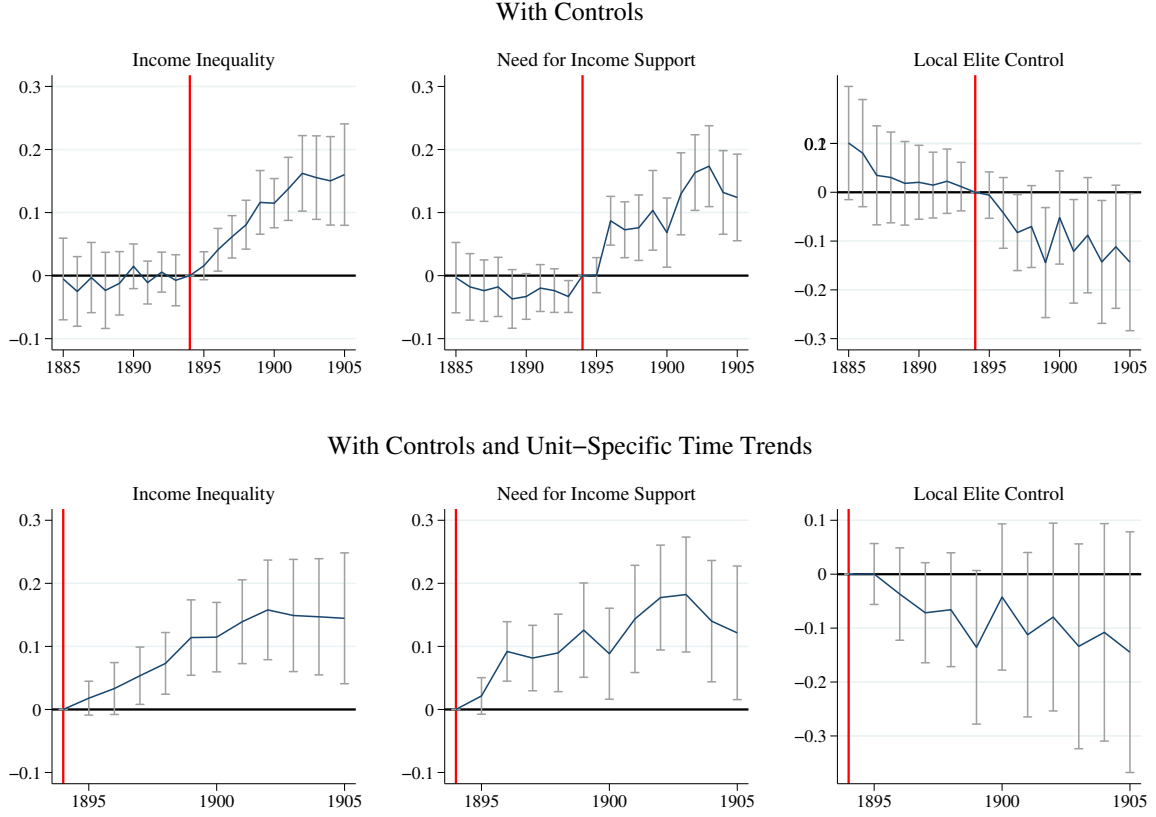 With Controls
Income Inequality
0.3
0.2
0.1
0
−0.1
1885 1890 1895 1900 1905
Need for Income Support
0.3
0.2
0.1
0
−0.1
1885 1890 1895 1900 1905
Local Elite Control
0
−0.1
−0.2
−0.3
1885 1890 1895 1900 1905
With Controls and Unit−Specific Time Trends
Income Inequality
0.3
0.2
0.1
0
−0.1
1895 1900 1905
Need for Income Support
0.3
0.2
0.1
0
−0.1
1895 1900 1905
Local Elite Control
0.1
0
−0.1
−0.2
−0.3
1895 1900 1905